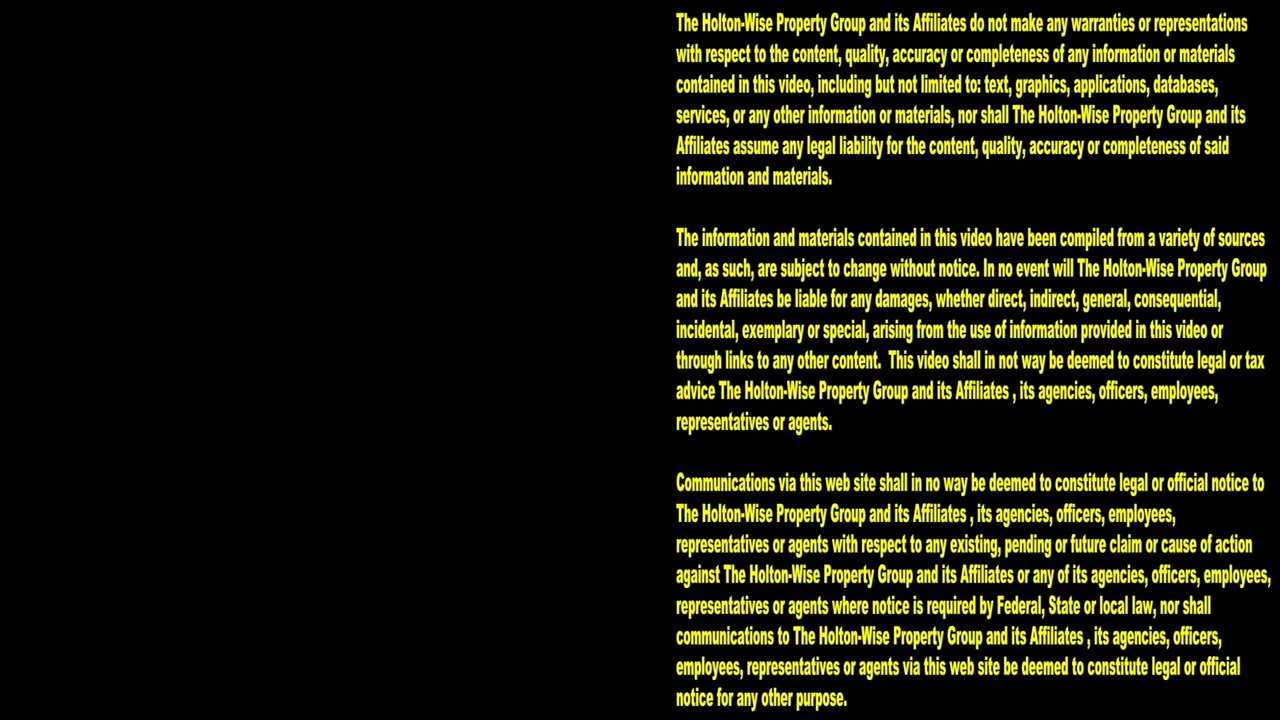 The Holton-Wise Property Group and its Affiliates do not make any warranties or representations
with respect to the content, quality, accuracy or completeness of any information or materials
contained in this video, including but not limited to: text, graphics, applications, databases,
services, or any other information or materials, nor shall The Holton-Wise Property Group and its
Affiliates assume any legal liability for the content, quality, accuracy or completeness of said
information and materials.
The information and materials contained in this video have been compiled from a variety of sources
and, as such, are subject to change without notice. In no event will The Holton-Wise Property Group
and its Affiliates be liable for any damages, whether direct, indirect, general, consequential,
incidental, exemplary or special, arising from the use of information provided in this video or
through links to any other content.  This video shall in not way be deemed to constitute legal or tax
advice The Holton-Wise Property Group and its Affiliates , its agencies, officers, employees,
representatives or agents.
Communications via this web site shall in no way be deemed to constitute legal or official notice to
The Holton-Wise Property Group and its Affiliates , its agencies, officers, employees,
representatives or agents with respect to any existing, pending or future claim or cause of action
against The Holton-Wise Property Group and its Affiliates or any of its agencies, officers, employees,
representatives or agents where notice is required by Federal, State or local law, nor shall
communications to The Holton-Wise Property Group and its Affiliates , its agencies, officers,
employees, representatives or agents via this web site be deemed to constitute legal or official
notice for any other purpose.